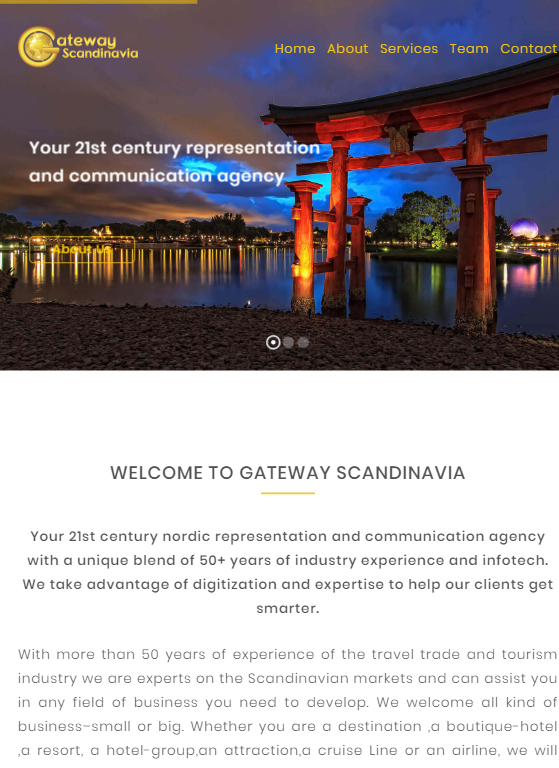 Gateway
Scandinavia
Home About Services Team Contact
Your 21st century representation
and communication agency
About Us
WELCOME TO GATEWAY SCANDINAVIA
Your 21st century nordic representation and communication agency
with a unique blend of 50+ years of industry experience and infotech.
We take advantage of digitization and expertise to help our clients get
smarter.
With more than 50 years of experience of the travel trade and tourism
industry we are experts on the Scandinavian markets and can assist you
in any field of business you need to develop. We welcome all kind of
business–small or big. Whether you are a destination ,a boutique-hotel
,a resort, a hotel-group,an attraction,a cruise Line or an airline, we will